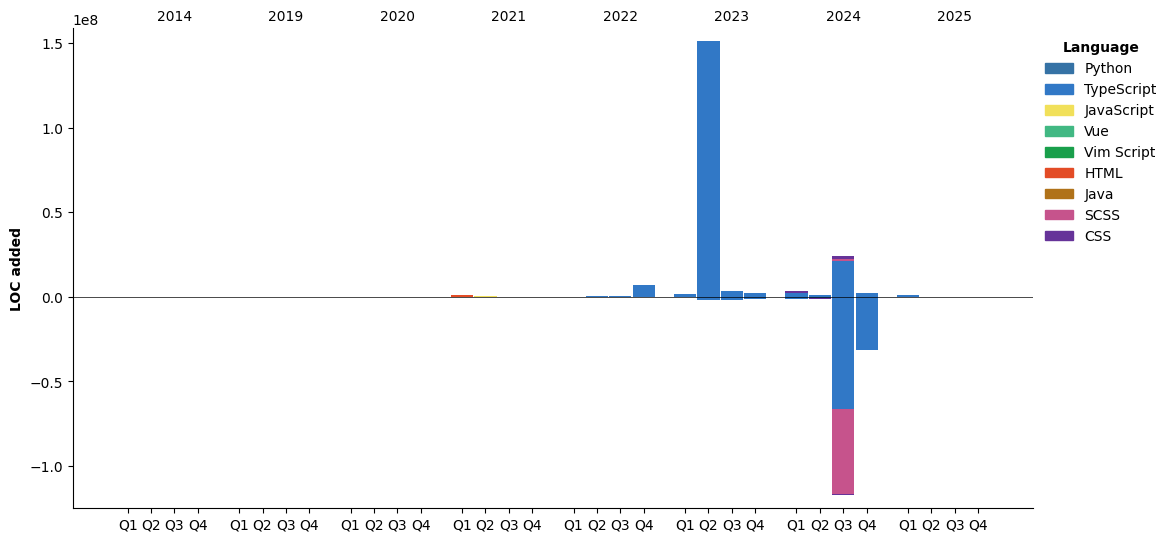 2014 2019 2020 2021 2022 2023 2024 2025
1e8
1.5
1.0
0.5
0.0
−0.5
−1.0
LOC added
Q1 Q2 Q3 Q4 Q1 Q2 Q3 Q4 Q1 Q2 Q3 Q4 Q1 Q2 Q3 Q4 Q1 Q2 Q3 Q4 Q1 Q2 Q3 Q4 Q1 Q2 Q3 Q4 Q1 Q2 Q3 Q4
Language
Python
TypeScript
JavaScript
Vue
Vim Script
HTML
Java
SCSS
CSS